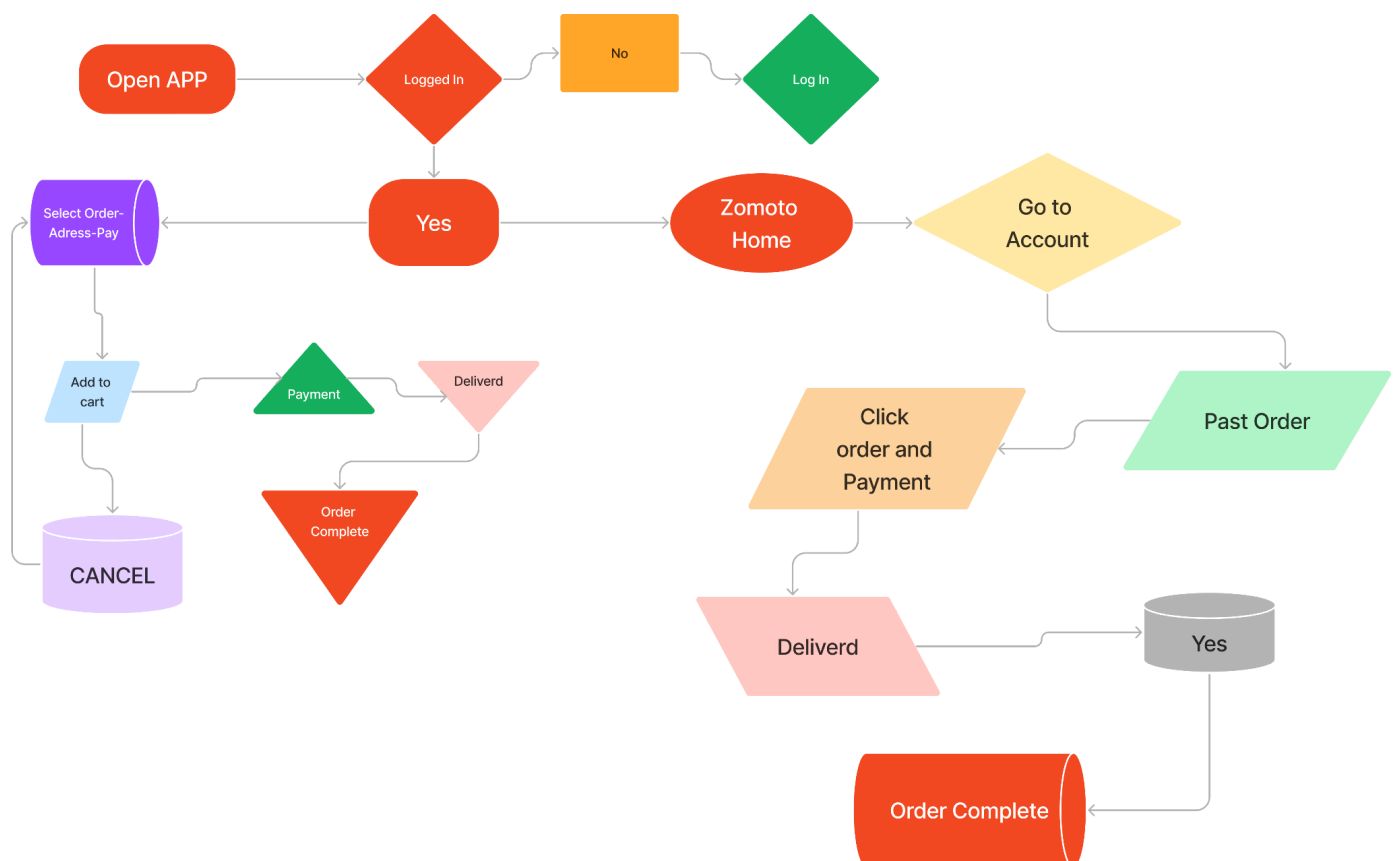 Open APP
Logged In
No
Log In
Select Order-
Adress-Pay
Yes
Zomoto
Home
Go to
Account
Add to
cart
Payment
Deliverd
Past Order
Click
order and
Payment
Order
Complete
CANCEL
Deliverd
Yes
Order Complete